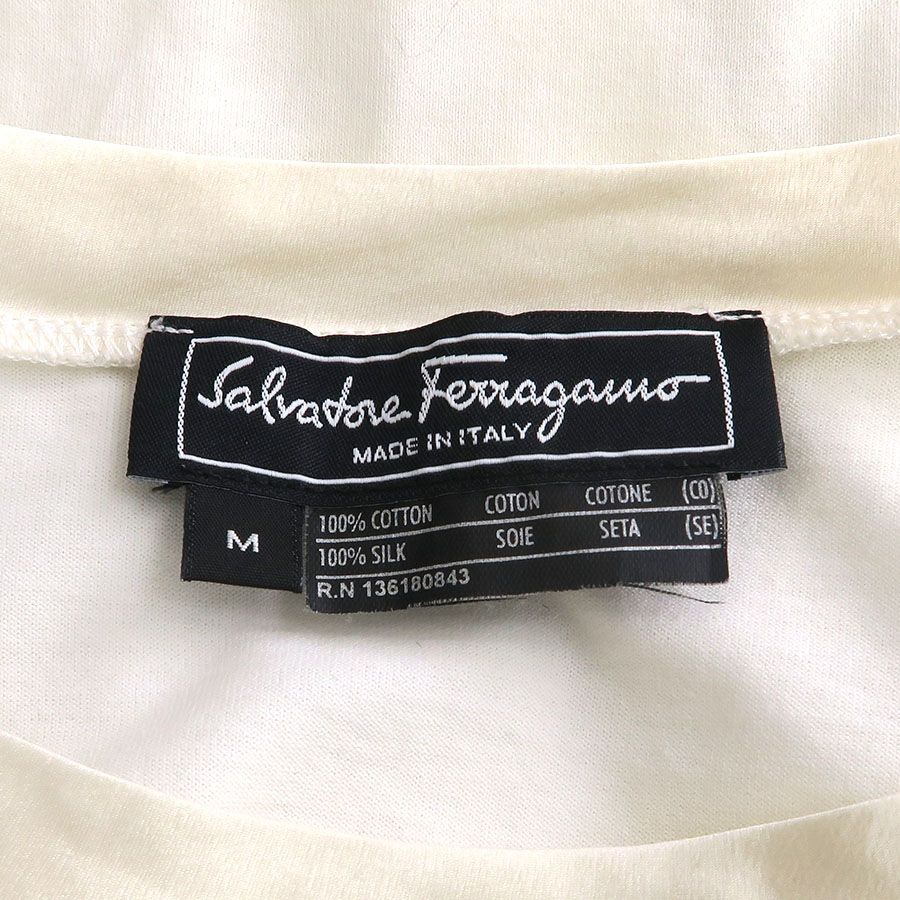 Salvatore Ferragamo
MADE IN ITALY
M
100% COTTON COTON COTONE (CO)
100% SILK SOIE SETA (SE)
R.N 136180843